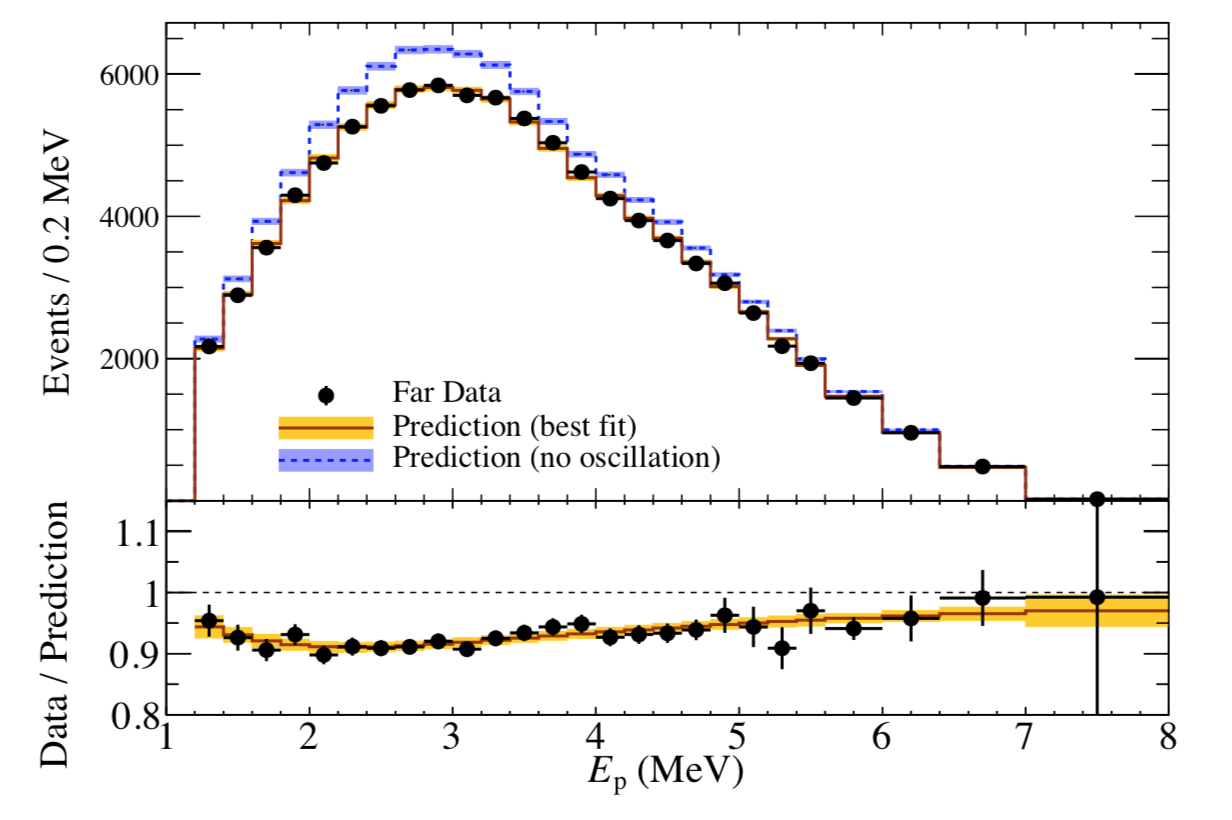 Events / 0.2 MeV
6000
4000
2000
Far Data
Prediction (best fit)
Prediction (no oscillation)
Data / Prediction
1.1
1
0.9
0.8
1 2 3 4 5 6 7 8
Eₚ (MeV)